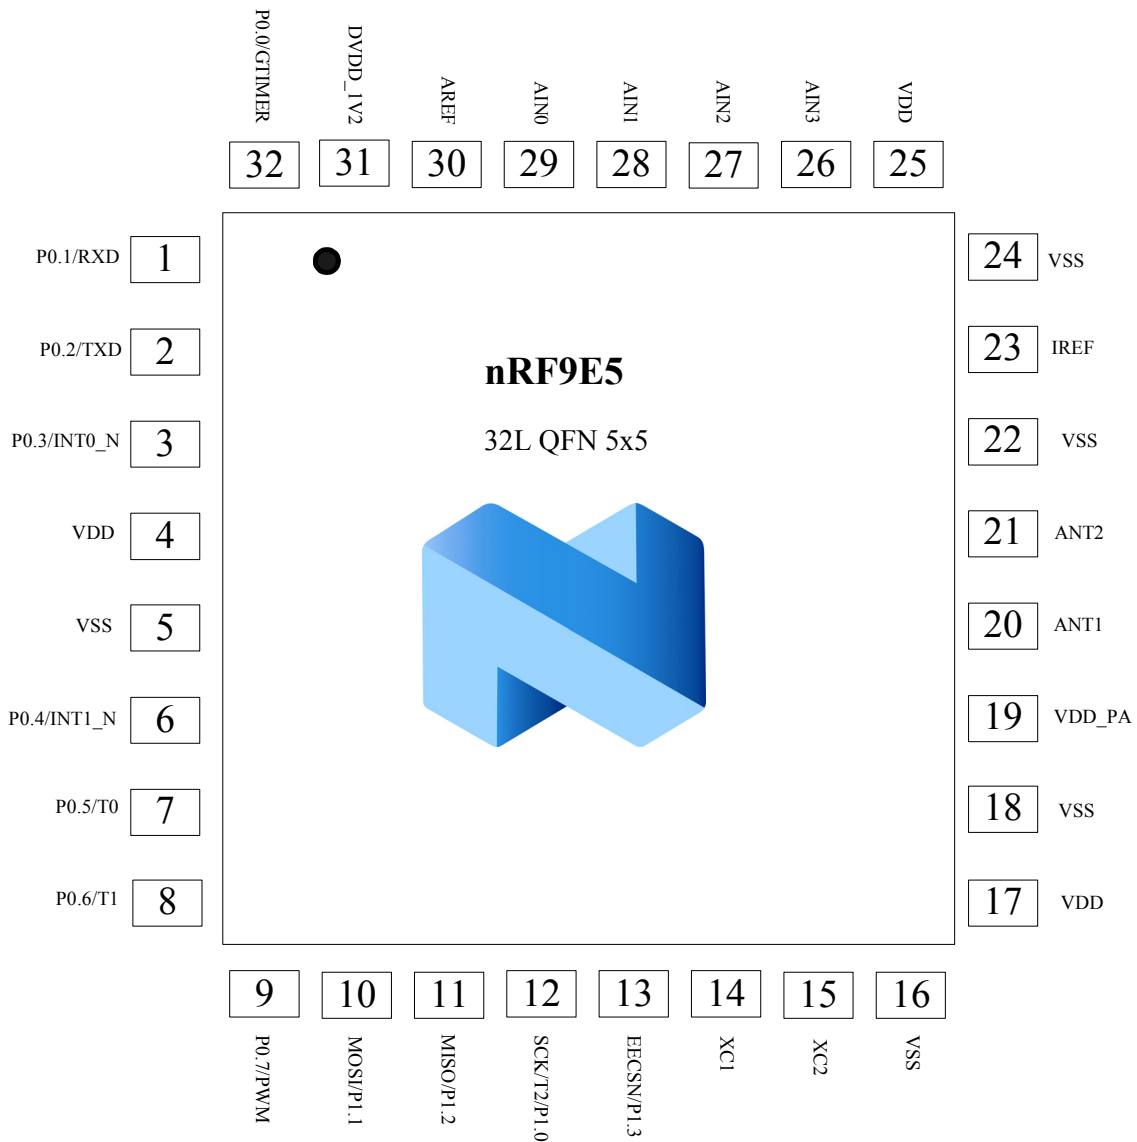 P0.0/GTIMER
DVDD_1V2
AREF
AIN0
AIN1
AIN2
AIN3
VDD
32
31
30
29
28
27
26
25
P0.1/RXD 1
24 VSS
P0.2/TXD 2
23 IREF
nRF9E5
P0.3/INT0_N 3
32L QFN 5x5
22 VSS
VDD 4
21 ANT2
VSS 5
20 ANT1
P0.4/INT1_N 6
19 VDD_PA
P0.5/T0 7
18 VSS
P0.6/T1 8
17 VDD
9
10
11
12
13
14
15
16
P0.7/PWM
MOSI/P1.1
MISO/P1.2
SCK/T2/P1.0
EECSN/P1.3
XC1
XC2
VSS